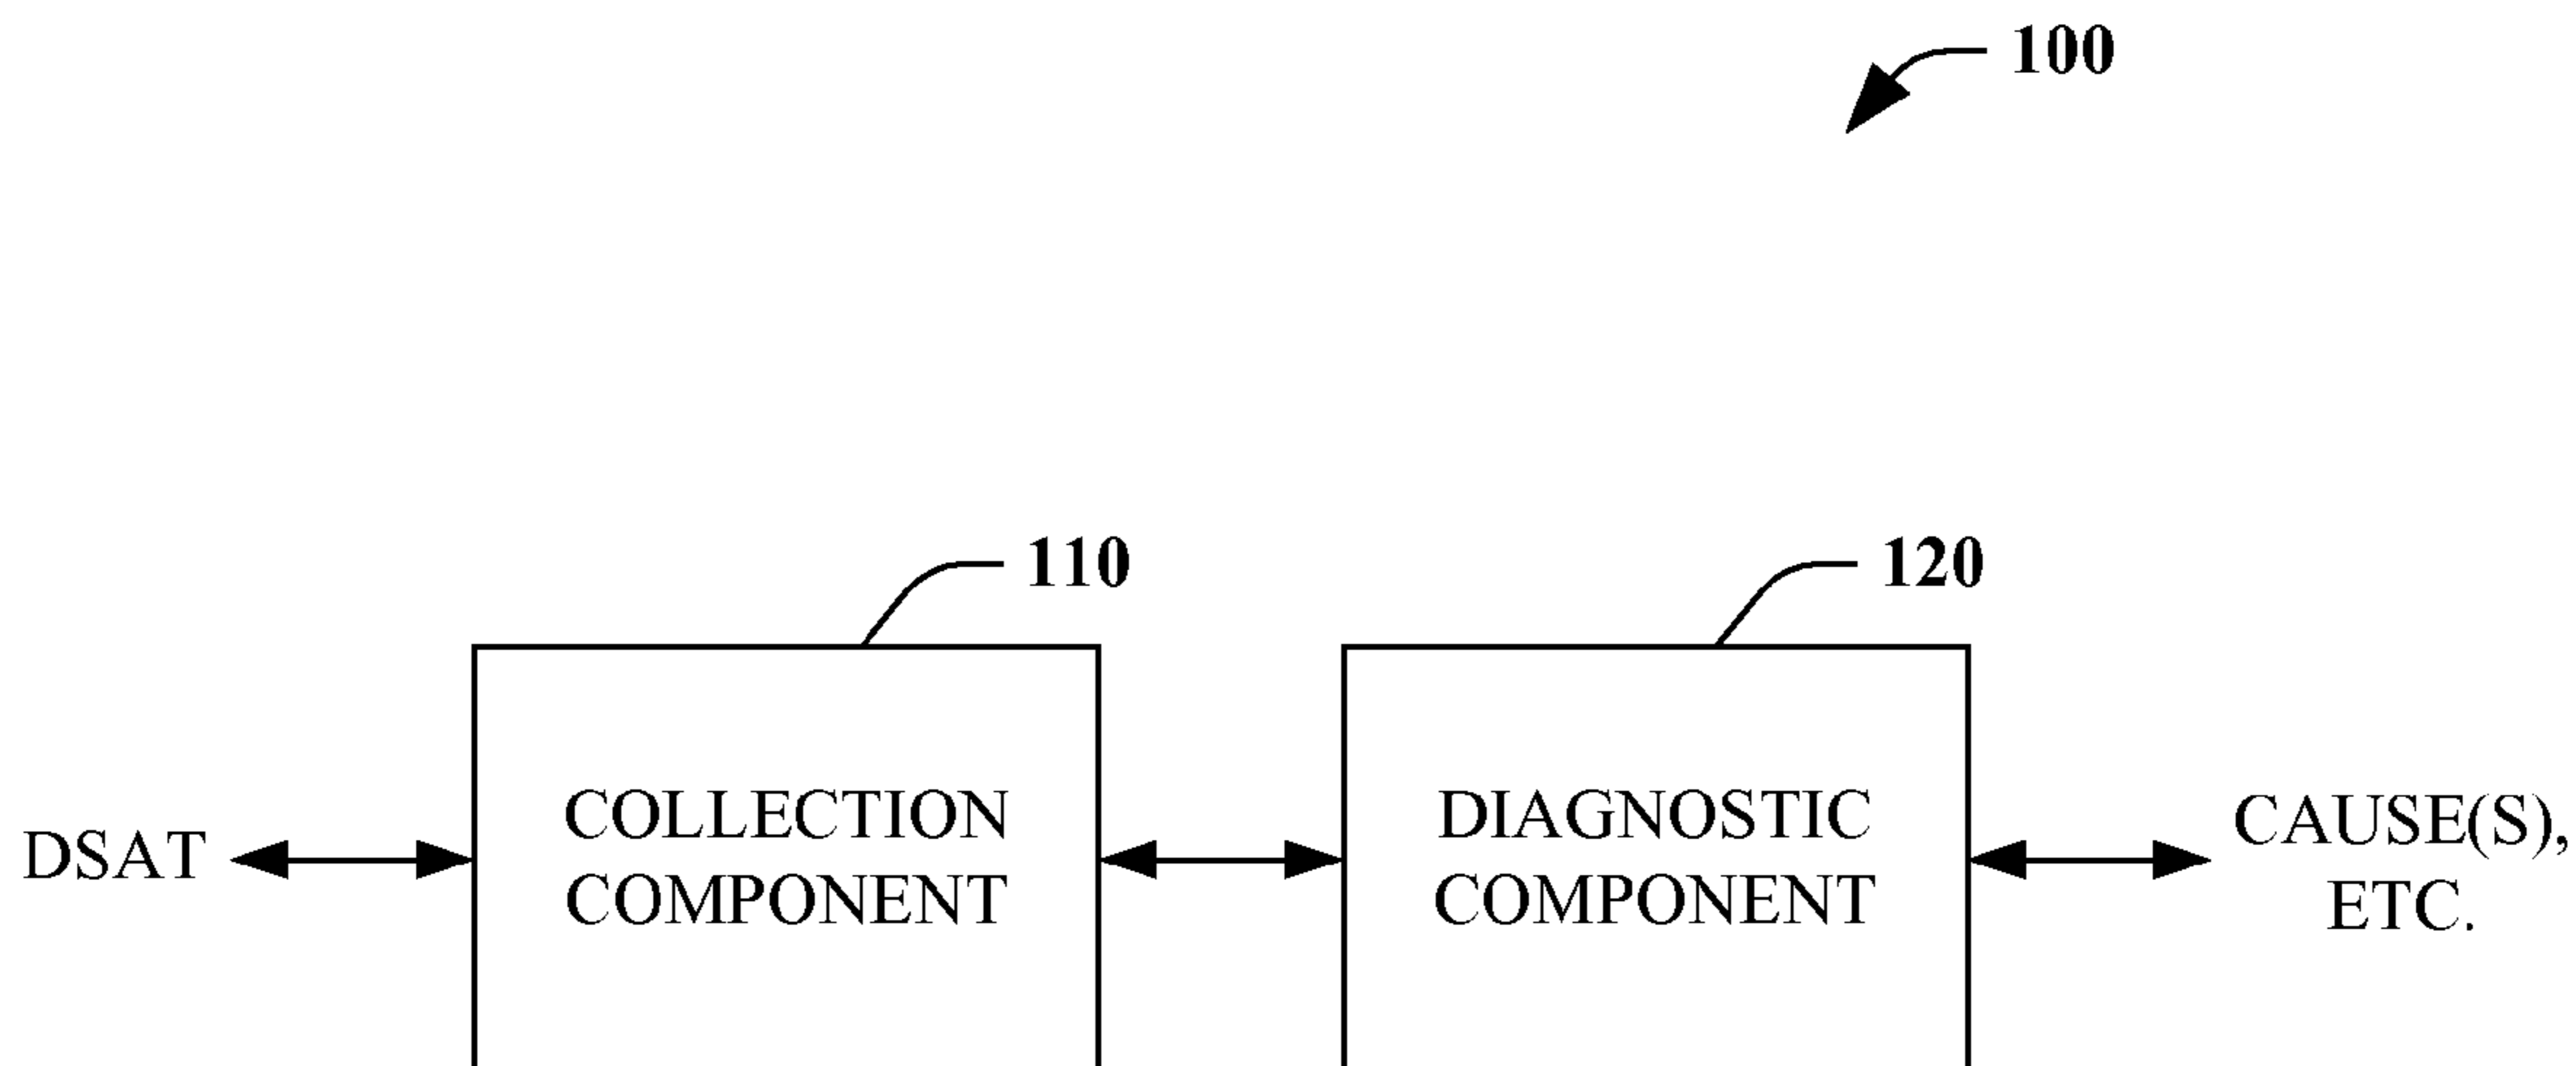 100
110
120
DSAT
COLLECTION
COMPONENT
DIAGNOSTIC
COMPONENT
CAUSE(S),
ETC.